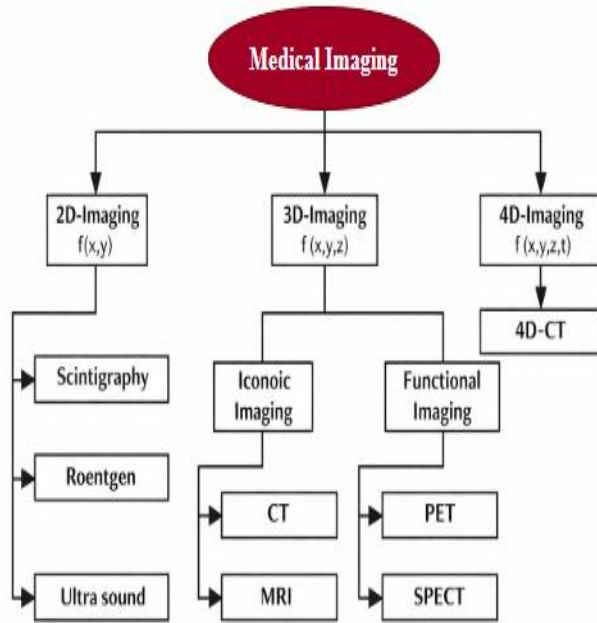 Medical Imaging
2D-Imaging
f(x,y)
3D-Imaging
f (x,y,z)
4D-Imaging
f (x,y,z,t)
4D-CT
Scintigraphy
Roentgen
Ultra sound
Iconoic
Imaging
Functional
Imaging
CT
MRI
PET
SPECT